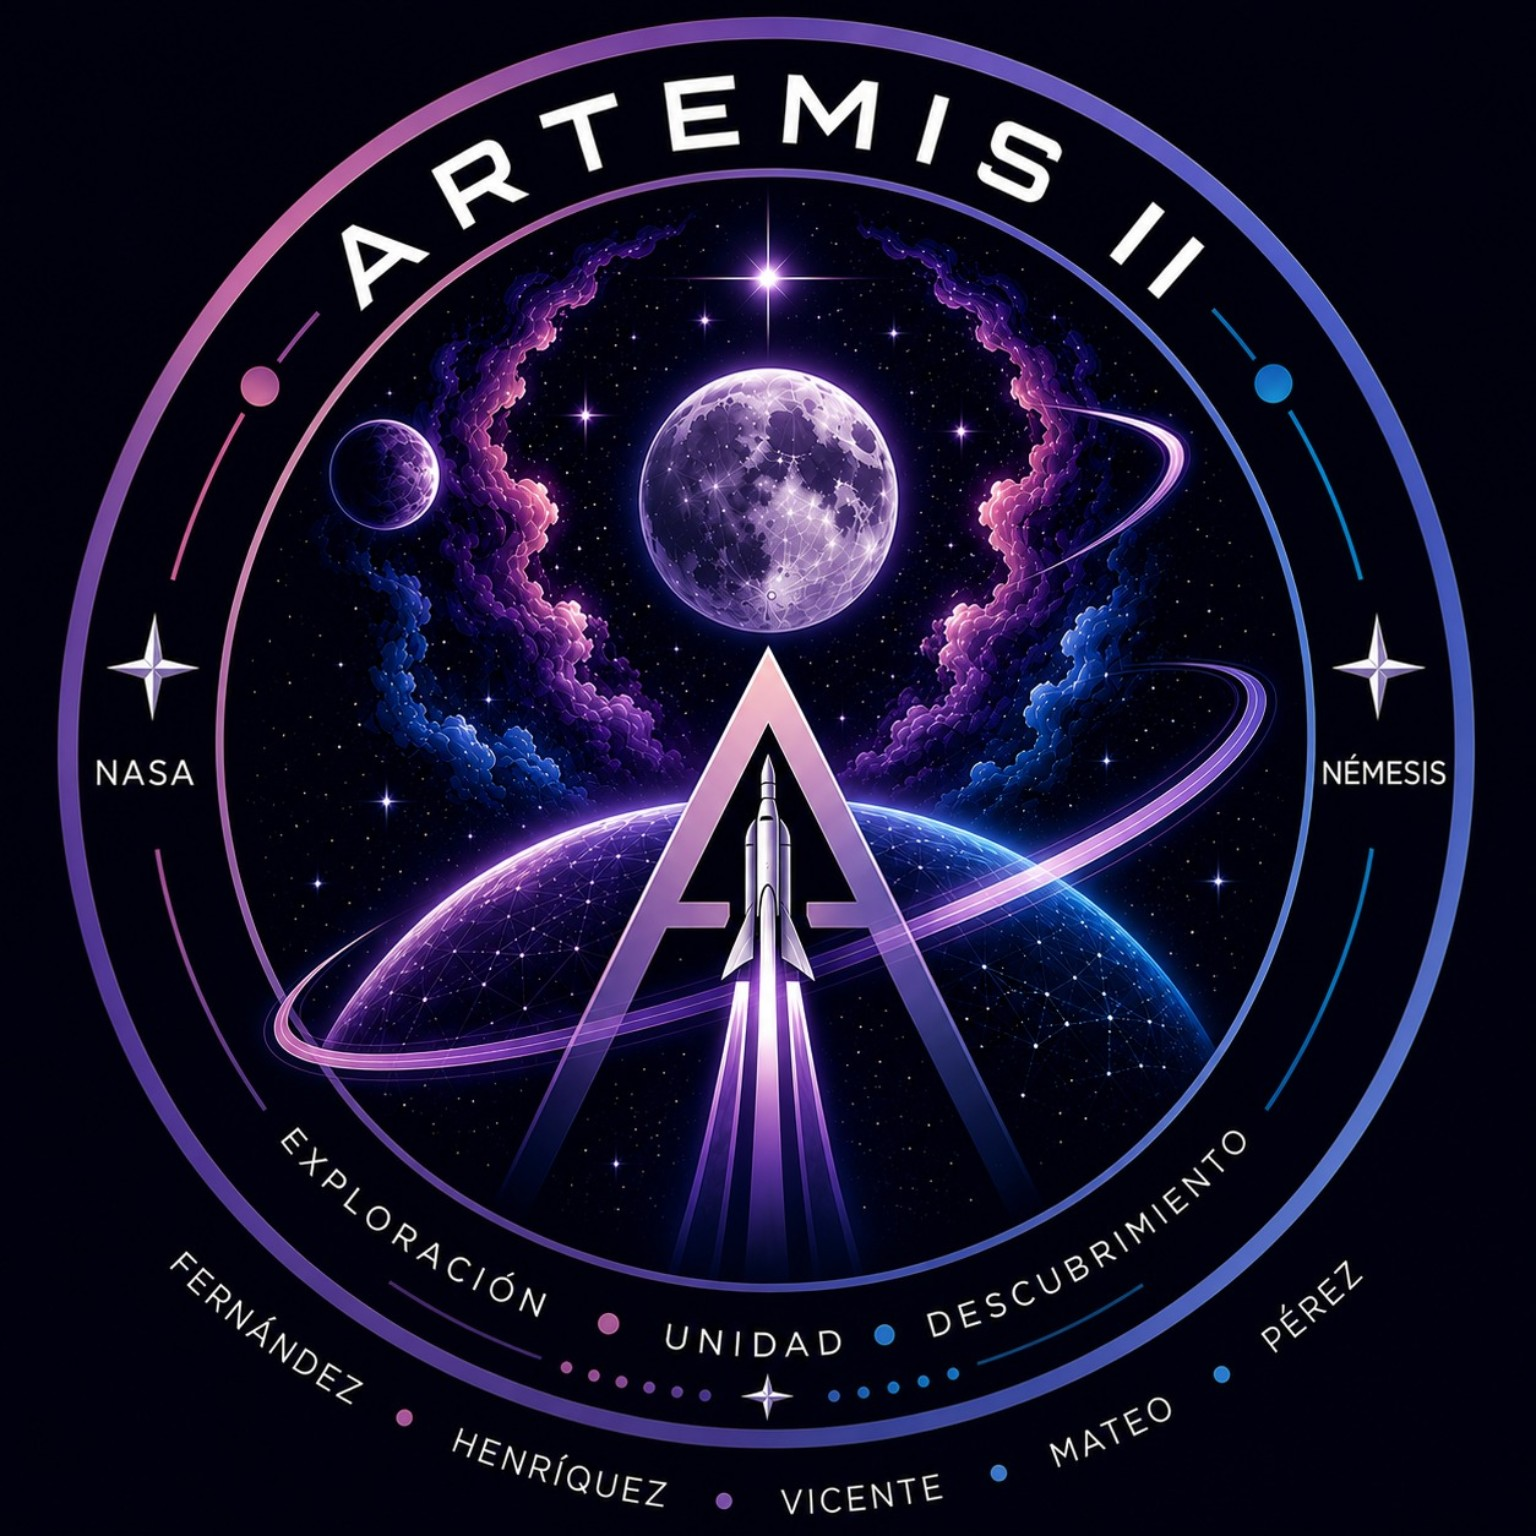 ARTEMIS II
NASA
NÉMESIS
EXPLORACIÓN • UNIDAD • DESCUBRIMIENTO
FERNÁNDEZ • HENRÍQUEZ • VICENTE • MATEO • PÉREZ